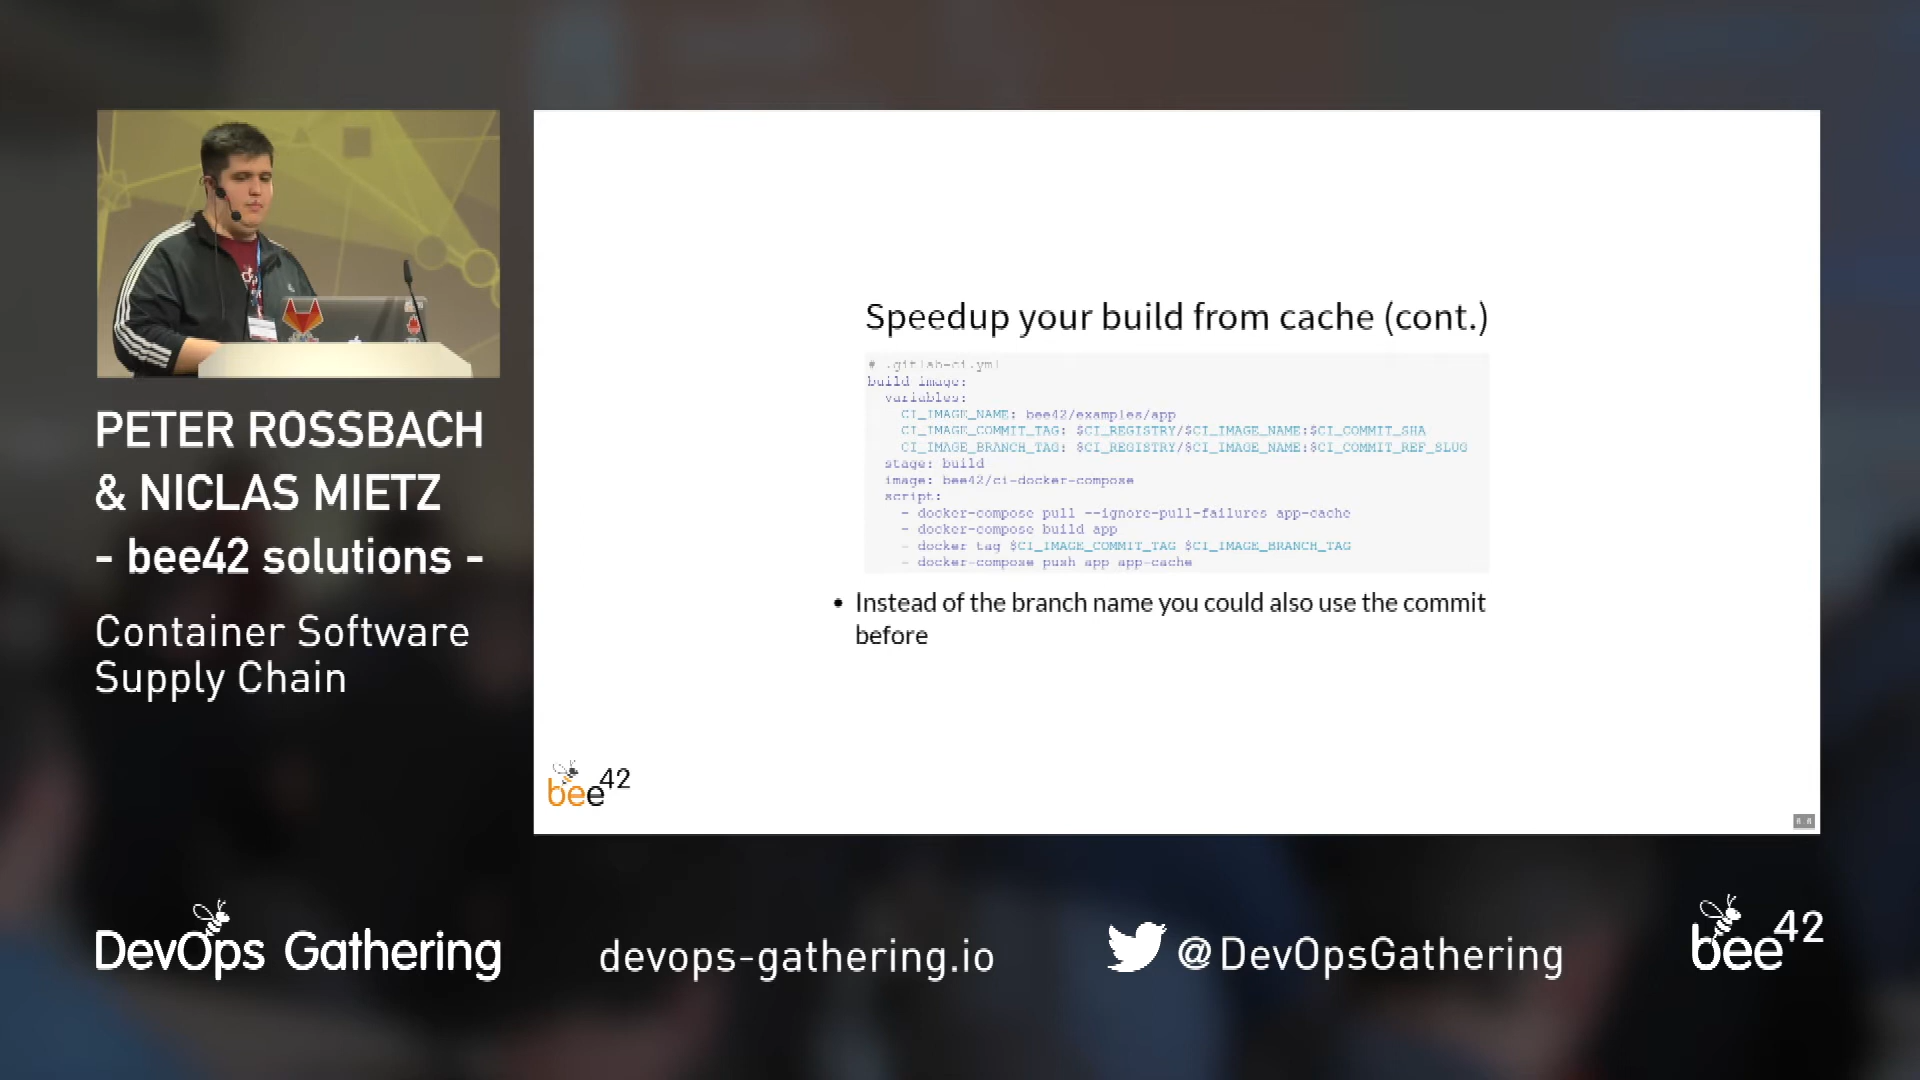 PETER ROSSBACH
& NICLAS MIETZ
- bee42 solutions -
Container Software
Supply Chain
Speedup your build from cache (cont.)
# .gitlab-ci.yml
build image:
variables:
CI_IMAGE_NAME: bee42/examples/app
CI_IMAGE_COMMIT_TAG: $CI_REGISTRY/$CI_IMAGE_NAME:$CI_COMMIT_SHA
CI_IMAGE_BRANCH_TAG: $CI_REGISTRY/$CI_IMAGE_NAME:$CI_COMMIT_REF_SLUG
stage: build
image: bee42/ci-docker-compose
script:
- docker-compose pull --ignore-pull-failures app-cache
- docker-compose build app
- docker tag $CI_IMAGE_COMMIT_TAG $CI_IMAGE_BRANCH_TAG
- docker-compose push app app-cache
• Instead of the branch name you could also use the commit
before
bee42
DevOps Gathering
devops-gathering.io
@DevOpsGathering
bee42